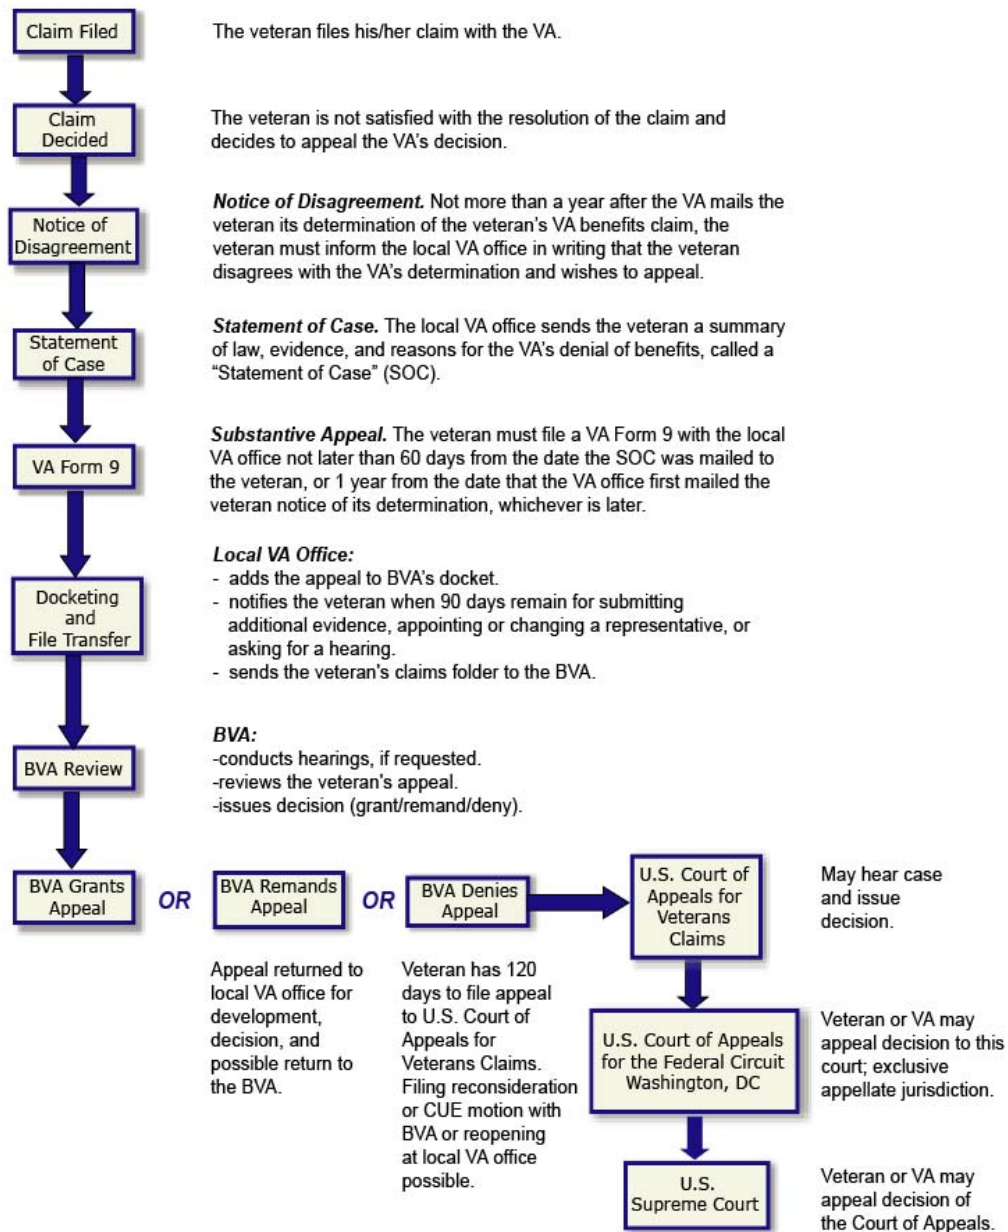 Claim Filed
The veteran files his/her claim with the VA.
Claim
Decided
The veteran is not satisfied with the resolution of the claim and
decides to appeal the VA's decision.
Notice of
Disagreement
Notice of Disagreement. Not more than a year after the VA mails the
veteran its determination of the veteran's VA benefits claim, the
veteran must inform the local VA office in writing that the veteran
disagrees with the VA's determination and wishes to appeal.
Statement
of Case
Statement of Case. The local VA office sends the veteran a summary
of law, evidence, and reasons for the VA's denial of benefits, called a
“Statement of Case” (SOC).
VA Form 9
Substantive Appeal. The veteran must file a VA Form 9 with the local
VA office not later than 60 days from the date the SOC was mailed to
the veteran, or 1 year from the date that the VA office first mailed the
veteran notice of its determination, whichever is later.
Docketing
and
File Transfer
Local VA Office:
- adds the appeal to BVA's docket.
- notifies the veteran when 90 days remain for submitting
additional evidence, appointing or changing a representative, or
asking for a hearing.
- sends the veteran's claims folder to the BVA.
BVA Review
BVA:
-conducts hearings, if requested.
-reviews the veteran's appeal.
-issues decision (grant/remand/deny).
BVA Grants
Appeal
OR
BVA Remands
Appeal
OR
BVA Denies
Appeal
U.S. Court of
Appeals for
Veterans
Claims
May hear case
and issue
decision.
Appeal returned to
local VA office for
development,
decision, and
possible return to
the BVA.
Veteran has 120
days to file appeal
to U.S. Court of
Appeals for
Veterans Claims.
Filing reconsideration
or CUE motion with
BVA or reopening
at local VA office
possible.
U.S. Court of Appeals
for the Federal Circuit
Washington, DC
Veteran or VA may
appeal decision to this
court; exclusive
appellate jurisdiction.
U.S.
Supreme Court
Veteran or VA may
appeal decision of
the Court of Appeals.